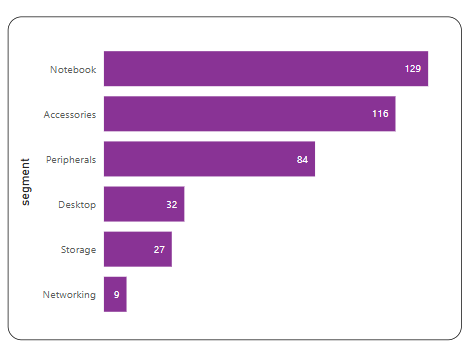 segment
Notebook 129
Accessories 116
Peripherals 84
Desktop 32
Storage 27
Networking 9